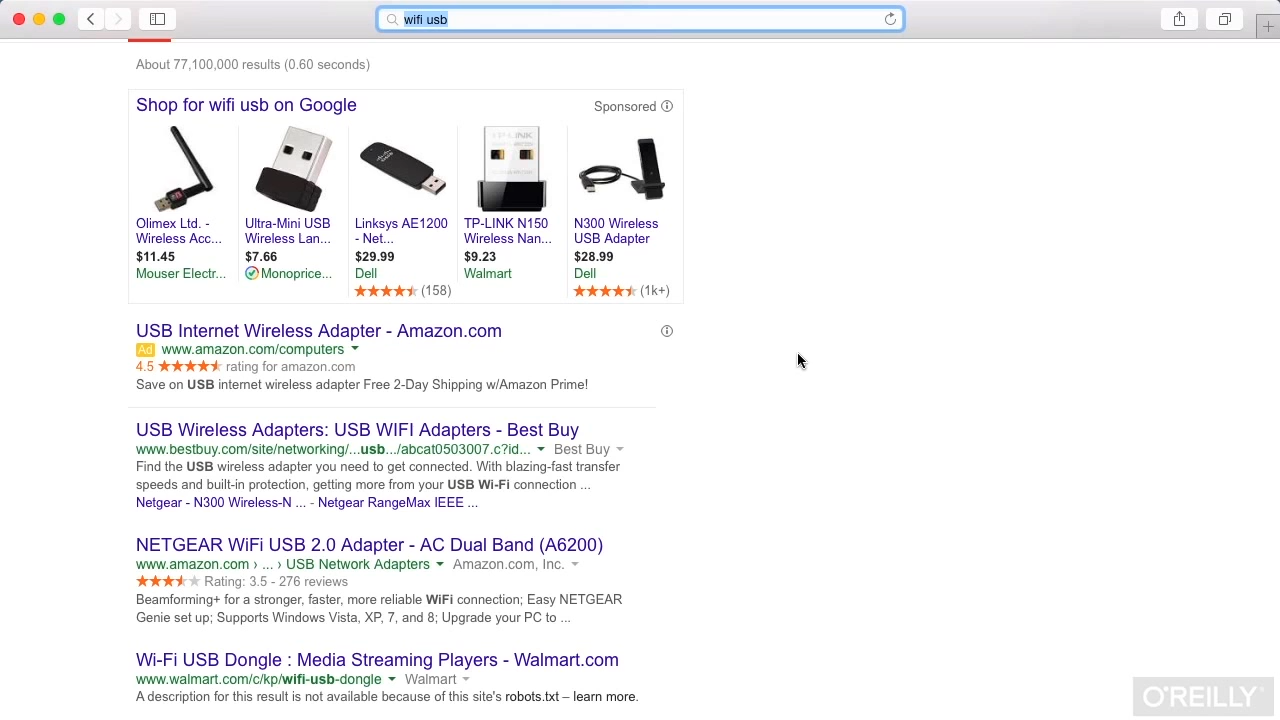 wifi usb
About 77,100,000 results (0.60 seconds)
Shop for wifi usb on Google
Sponsored
Olimex Ltd. -
Wireless Acc...
$11.45
Mouser Electr...
Ultra-Mini USB
Wireless Lan...
$7.66
Monoprice...
Linksys AE1200
- Net...
$29.99
Dell
(158)
TP-LINK
TP-LINK N150
Wireless Nan...
$9.23
Walmart
N300 Wireless
USB Adapter
$28.99
Dell
(1k+)
USB Internet Wireless Adapter - Amazon.com
Ad www.amazon.com/computers
4.5 rating for amazon.com
Save on USB internet wireless adapter Free 2-Day Shipping w/Amazon Prime!
USB Wireless Adapters: USB WIFI Adapters - Best Buy
www.bestbuy.com/site/networking/...usb.../abcat0503007.c?id... Best Buy
Find the USB wireless adapter you need to get connected. With blazing-fast transfer
speeds and built-in protection, getting more from your USB Wi-Fi connection ...
Netgear - N300 Wireless-N ... - Netgear RangeMax IEEE ...
NETGEAR WiFi USB 2.0 Adapter - AC Dual Band (A6200)
www.amazon.com › ... › USB Network Adapters Amazon.com, Inc.
Rating: 3.5 - 276 reviews
Beamforming+ for a stronger, faster, more reliable WiFi connection; Easy NETGEAR
Genie set up; Supports Windows Vista, XP, 7, and 8; Upgrade your PC to ...
Wi-Fi USB Dongle : Media Streaming Players - Walmart.com
www.walmart.com/c/kp/wifi-usb-dongle Walmart
A description for this result is not available because of this site's robots.txt – learn more.
O'REILLY